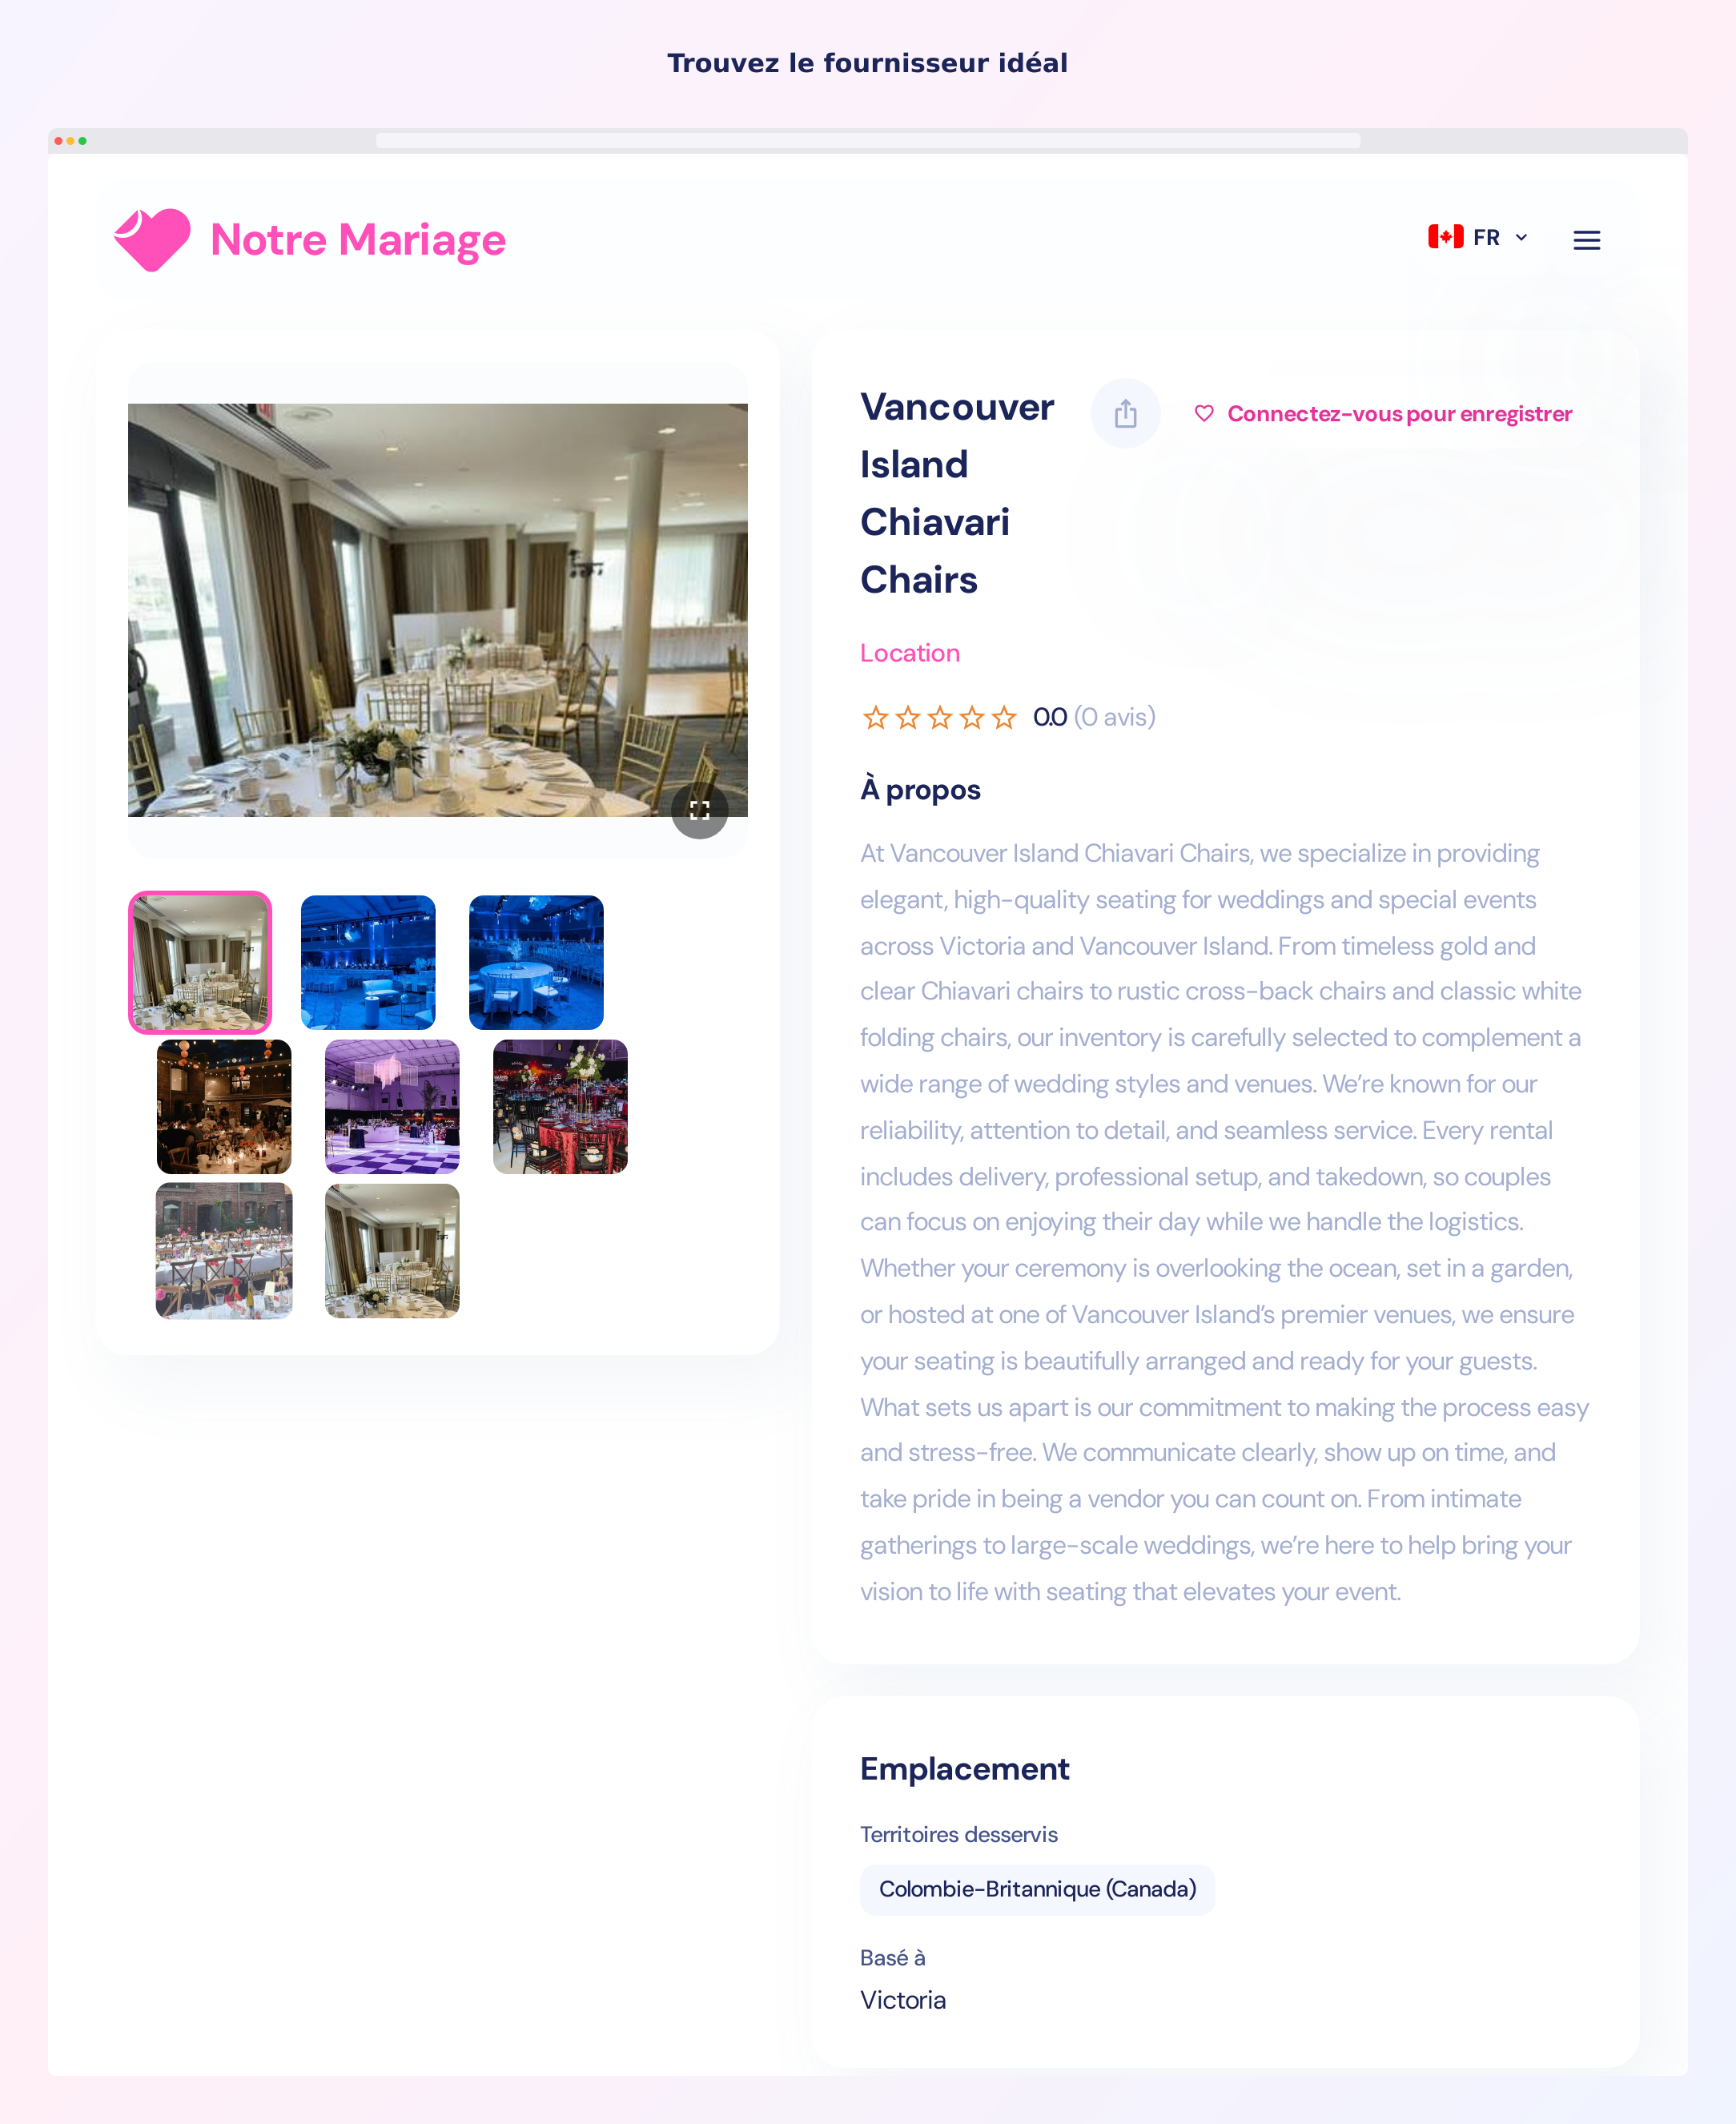 Trouvez le fournisseur idéal
Notre Mariage
FR
Vancouver
Island
Chiavari
Chairs
Connectez-vous pour enregistrer
Location
0.0 (0 avis)
À propos
At Vancouver Island Chiavari Chairs, we specialize in providing
elegant, high-quality seating for weddings and special events
across Victoria and Vancouver Island. From timeless gold and
clear Chiavari chairs to rustic cross-back chairs and classic white
folding chairs, our inventory is carefully selected to complement a
wide range of wedding styles and venues. We’re known for our
reliability, attention to detail, and seamless service. Every rental
includes delivery, professional setup, and takedown, so couples
can focus on enjoying their day while we handle the logistics.
Whether your ceremony is overlooking the ocean, set in a garden,
or hosted at one of Vancouver Island’s premier venues, we ensure
your seating is beautifully arranged and ready for your guests.
What sets us apart is our commitment to making the process easy
and stress-free. We communicate clearly, show up on time, and
take pride in being a vendor you can count on. From intimate
gatherings to large-scale weddings, we’re here to help bring your
vision to life with seating that elevates your event.
Emplacement
Territoires desservis
Colombie-Britannique (Canada)
Basé à
Victoria